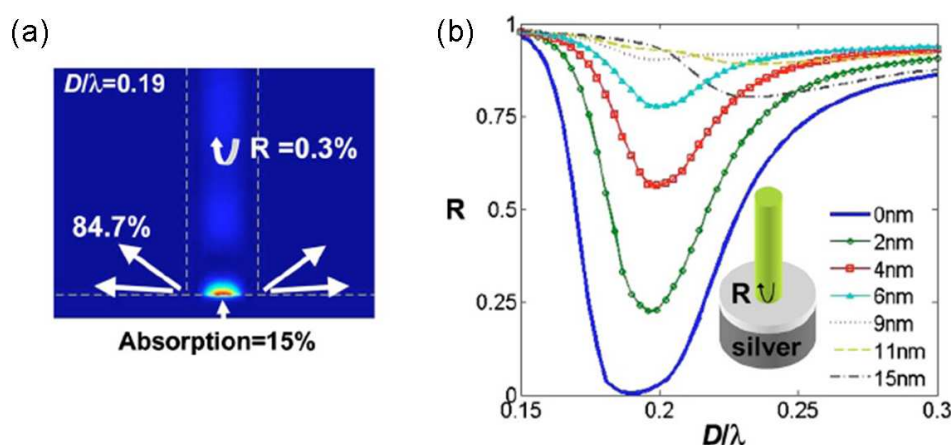 (a)
D/λ=0.19
R =0.3%
84.7%
Absorption=15%
(b)
1
0.75
R
0.5
0.25
0
0.15
0.2
0.25
0.3
D/λ
R
silver
0nm
2nm
4nm
6nm
9nm
11nm
15nm